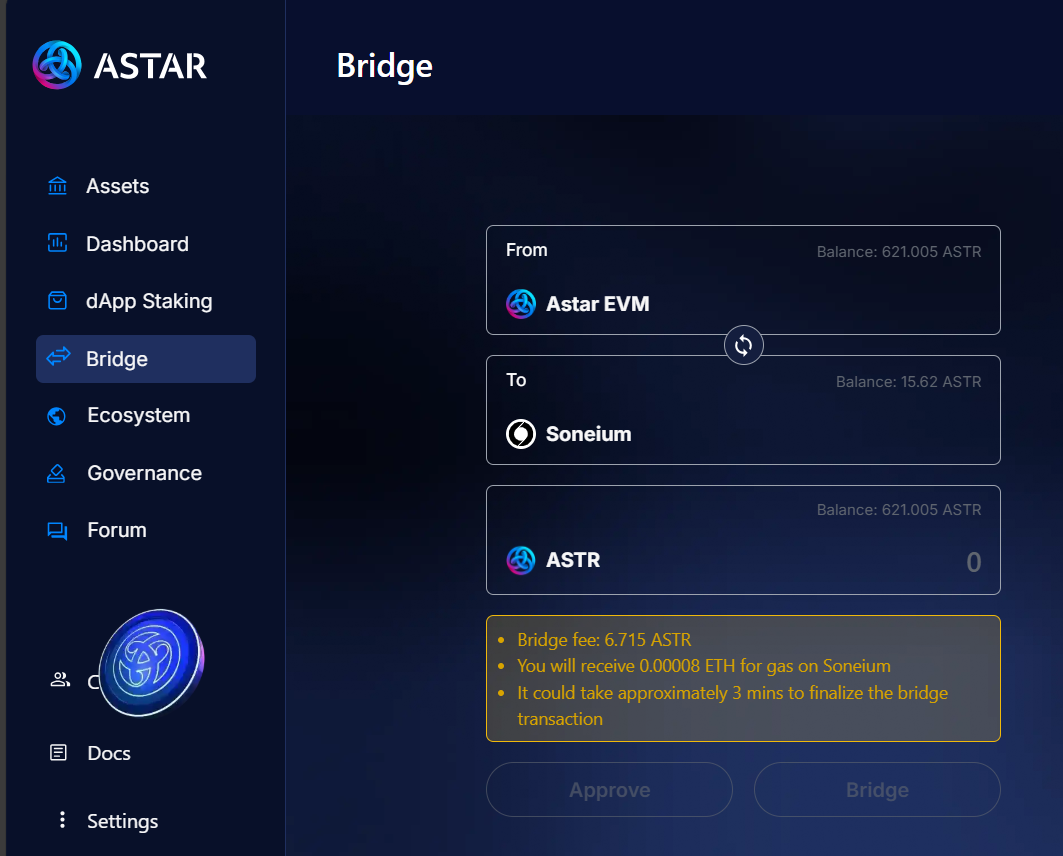 ASTAR
Bridge
Assets
Dashboard
dApp Staking
Bridge
Ecosystem
Governance
Forum
Docs
Settings
From
Balance: 621.005 ASTR
Astar EVM
To
Balance: 15.62 ASTR
Soneium
Balance: 621.005 ASTR
ASTR
0
• Bridge fee: 6.715 ASTR
• You will receive 0.00008 ETH for gas on Soneium
• It could take approximately 3 mins to finalize the bridge
transaction
Approve
Bridge